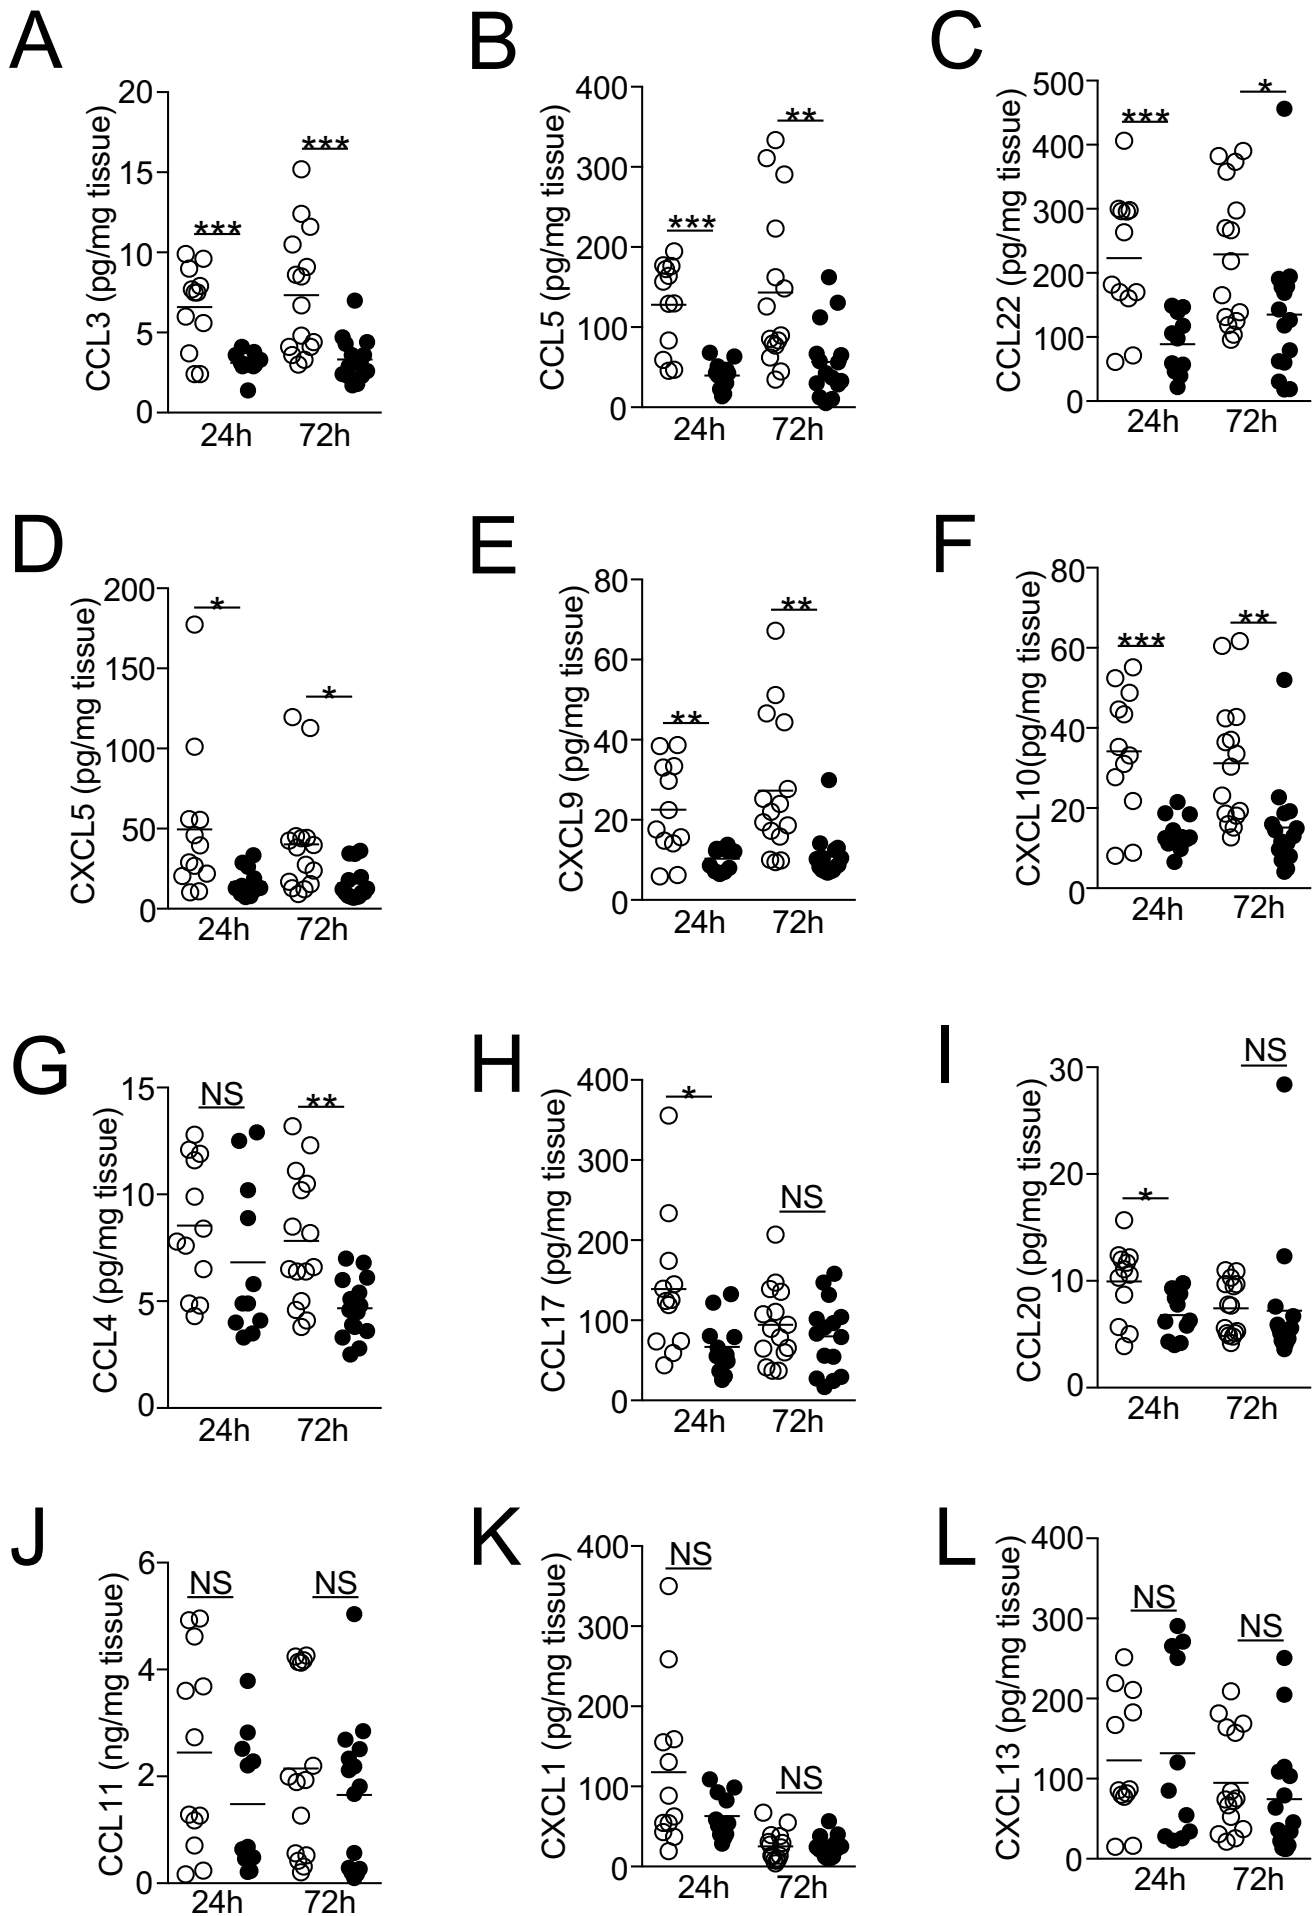 A
CCL3 (pg/mg tissue)
20
15
10
5
0
***
***
24h
72h
B
CCL5 (pg/mg tissue)
400
300
200
100
0
***
**
24h
72h
C
CCL22 (pg/mg tissue)
500
400
300
200
100
0
***
*
24h
72h
D
CXCL5 (pg/mg tissue)
200
150
100
50
0
*
*
24h
72h
E
CXCL9 (pg/mg tissue)
80
60
40
20
0
**
**
24h
72h
F
CXCL10(pg/mg tissue)
80
60
40
20
0
***
**
24h
72h
G
CCL4 (pg/mg tissue)
15
10
5
0
NS
**
24h
72h
H
CCL17 (pg/mg tissue)
400
300
200
100
0
*
NS
24h
72h
I
CCL20 (pg/mg tissue)
30
20
10
0
*
NS
24h
72h
J
CCL11 (ng/mg tissue)
6
4
2
0
NS
NS
24h
72h
K
CXCL1 (pg/mg tissue)
400
300
200
100
0
NS
NS
24h
72h
L
CXCL13 (pg/mg tissue)
400
300
200
100
0
NS
NS
24h
72h